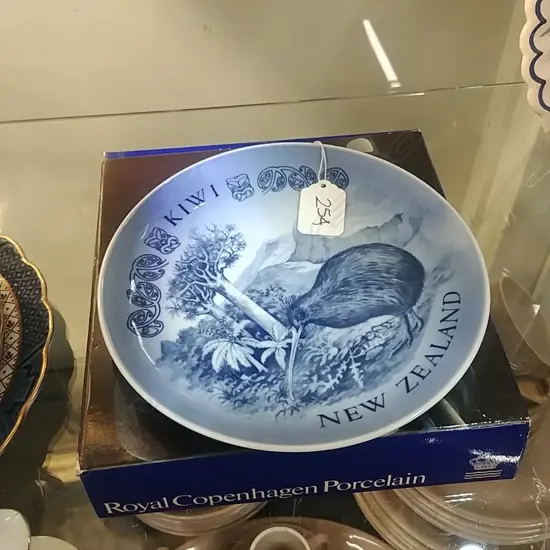 KIWI
254
NEW ZEALAND
Royal Copenhagen Porcelain